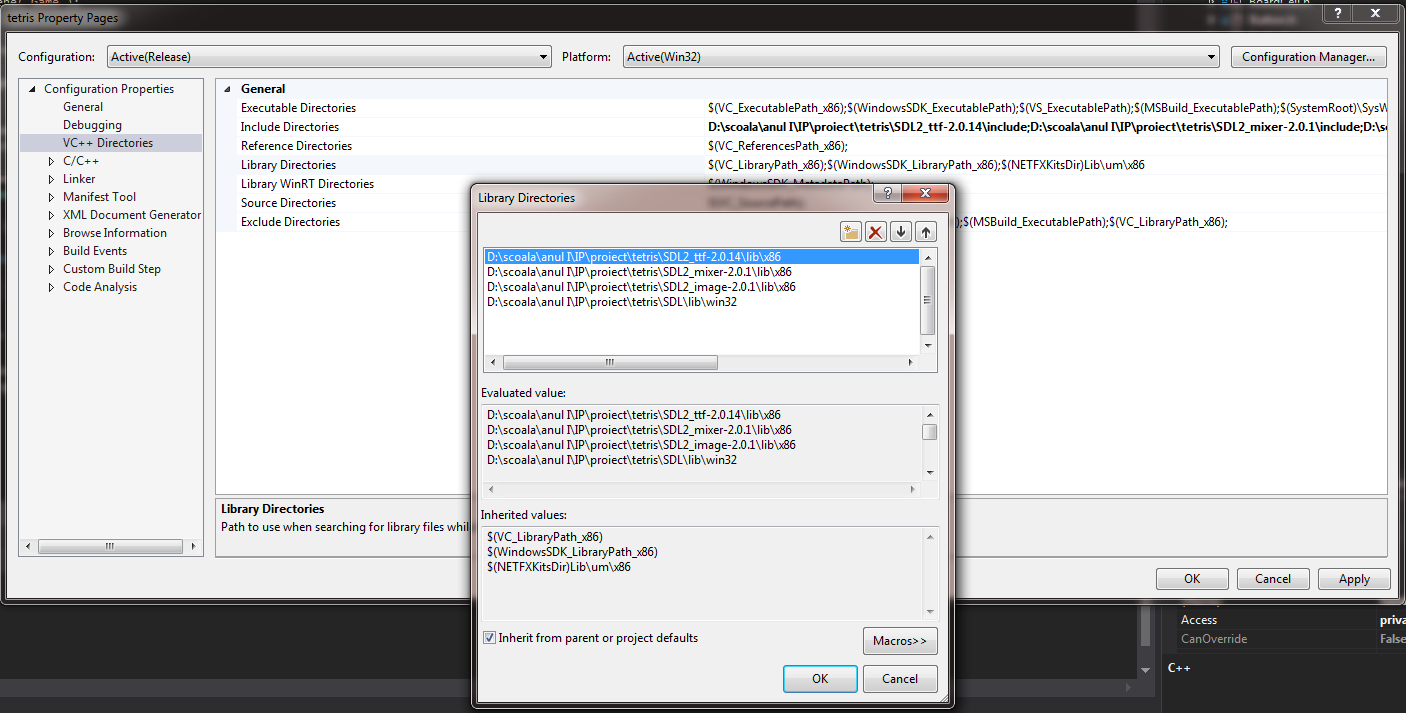 tetris Property Pages
Configuration: Active(Release) Platform: Active(Win32) Configuration Manager...
Configuration Properties
General
Debugging
VC++ Directories
C/C++
Linker
Manifest Tool
XML Document Generator
Browse Information
Build Events
Custom Build Step
Code Analysis
General
Executable Directories $(VC_ExecutablePath_x86);$(WindowsSDK_ExecutablePath);$(VS_ExecutablePath);$(MSBuild_ExecutablePath);$(SystemRoot)\SysW
Include Directories D:\scoala\anul I\IP\proiect\tetris\SDL2_ttf-2.0.14\include;D:\scoala\anul I\IP\proiect\tetris\SDL2_mixer-2.0.1\include;D:\s
Reference Directories $(VC_ReferencesPath_x86);
Library Directories $(VC_LibraryPath_x86);$(WindowsSDK_LibraryPath_x86);$(NETFXKitsDir)Lib\um\x86
Library WinRT Directories $(WindowsSDK_MetadataPath);
Source Directories
Exclude Directories );$(MSBuild_ExecutablePath);$(VC_LibraryPath_x86);
Library Directories
Path to use when searching for library files whil
OK Cancel Apply
Library Directories
D:\scoala\anul I\IP\proiect\tetris\SDL2_ttf-2.0.14\lib\x86
D:\scoala\anul I\IP\proiect\tetris\SDL2_mixer-2.0.1\lib\x86
D:\scoala\anul I\IP\proiect\tetris\SDL2_image-2.0.1\lib\x86
D:\scoala\anul I\IP\proiect\tetris\SDL\lib\win32
Evaluated value:
D:\scoala\anul I\IP\proiect\tetris\SDL2_ttf-2.0.14\lib\x86
D:\scoala\anul I\IP\proiect\tetris\SDL2_mixer-2.0.1\lib\x86
D:\scoala\anul I\IP\proiect\tetris\SDL2_image-2.0.1\lib\x86
D:\scoala\anul I\IP\proiect\tetris\SDL\lib\win32
Inherited values:
$(VC_LibraryPath_x86)
$(WindowsSDK_LibraryPath_x86)
$(NETFXKitsDir)Lib\um\x86
Inherit from parent or project defaults
Macros>>
OK Cancel
Access priva
CanOverride False
C++